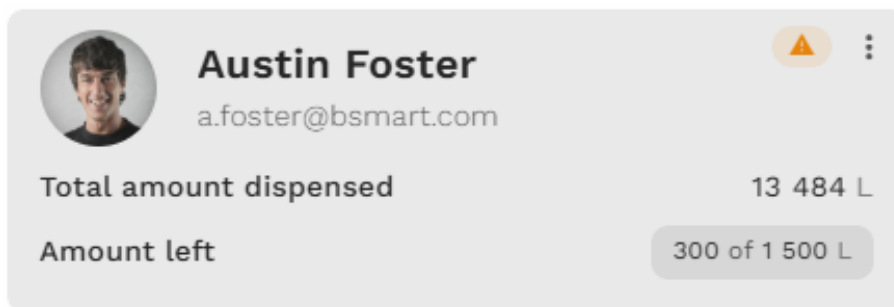 Austin Foster
a.foster@bsmart.com
Total amount dispensed 13 484 L
Amount left 300 of 1 500 L